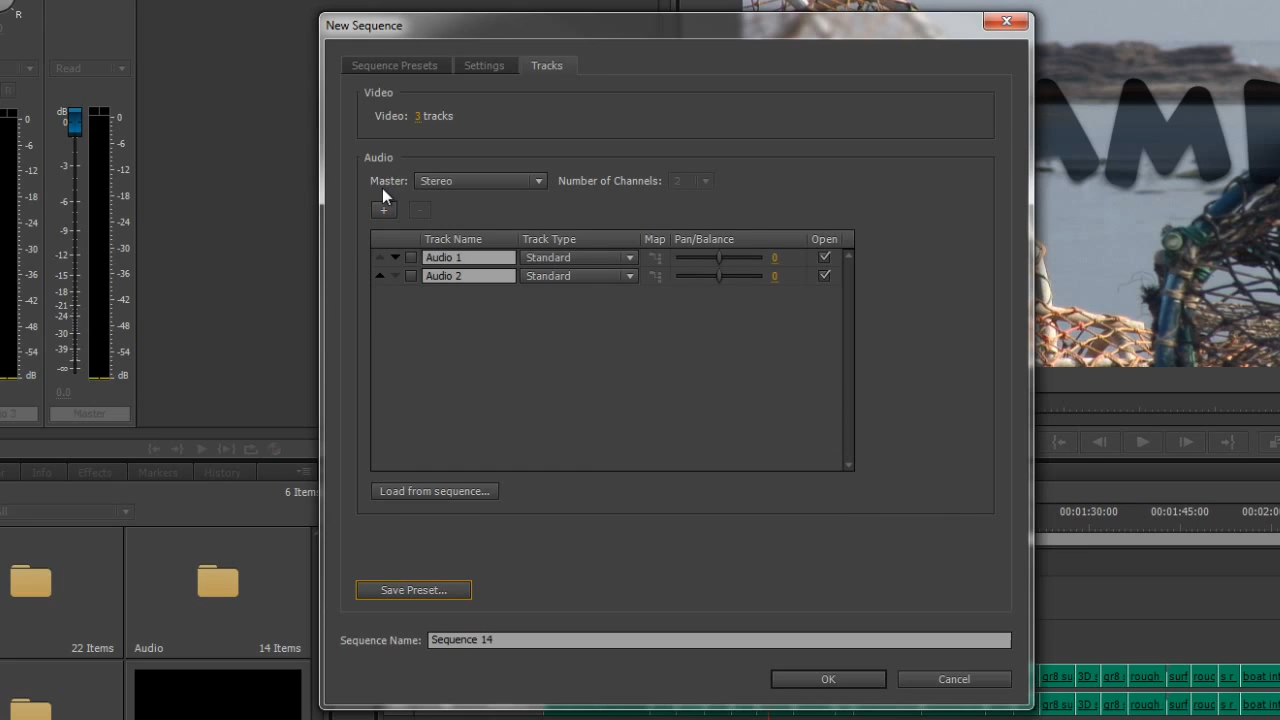 New Sequence
R
Sequence Presets Settings Tracks
Read
Video
Video: 3 tracks
Audio
Master: Stereo Number of Channels: 2
+ -
Track Name Track Type Map Pan/Balance Open
Audio 1 Standard 0
Audio 2 Standard 0
Load from sequence...
Save Preset...
Sequence Name: Sequence 14
OK Cancel
R
dB
0
-3
-6
-9
-12
-15
-18
-21
-24
-30
-39
-∞
0
-6
-12
-18
-24
-30
-36
-42
-48
-54
dB
0
-6
-12
-18
-24
-30
-36
-42
-48
-54
dB
0.0
Master
Info Effects Markers History
6 Items
22 Items
Audio 14 Items
AM
00:01:30:00 00:01:45:00 00:02:0
gr8 su 3D s gr8 s rough surf rouc s r boat int
gr8 su 3D s gr8 s rough surf rouc s r boat int